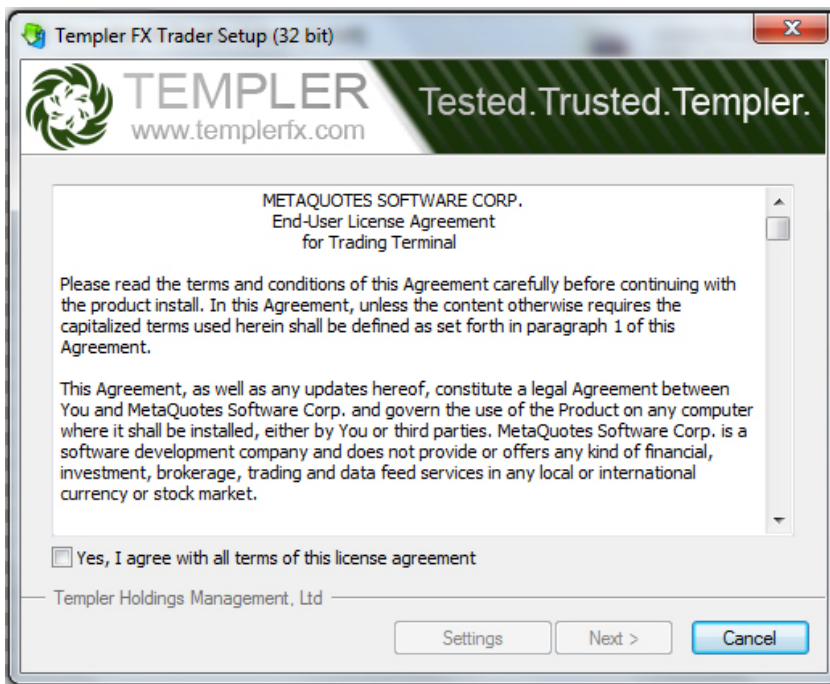 Templer FX Trader Setup (32 bit)
TEMPLER
www.templerfx.com
Tested.Trusted.Templer.
METAQUOTES SOFTWARE CORP.
End-User License Agreement
for Trading Terminal
Please read the terms and conditions of this Agreement carefully before continuing with
the product install. In this Agreement, unless the content otherwise requires the
capitalized terms used herein shall be defined as set forth in paragraph 1 of this
Agreement.
This Agreement, as well as any updates hereof, constitute a legal Agreement between
You and MetaQuotes Software Corp. and govern the use of the Product on any computer
where it shall be installed, either by You or third parties. MetaQuotes Software Corp. is a
software development company and does not provide or offers any kind of financial,
investment, brokerage, trading and data feed services in any local or international
currency or stock market.
Yes, I agree with all terms of this license agreement
Templer Holdings Management, Ltd
Settings
Next >
Cancel